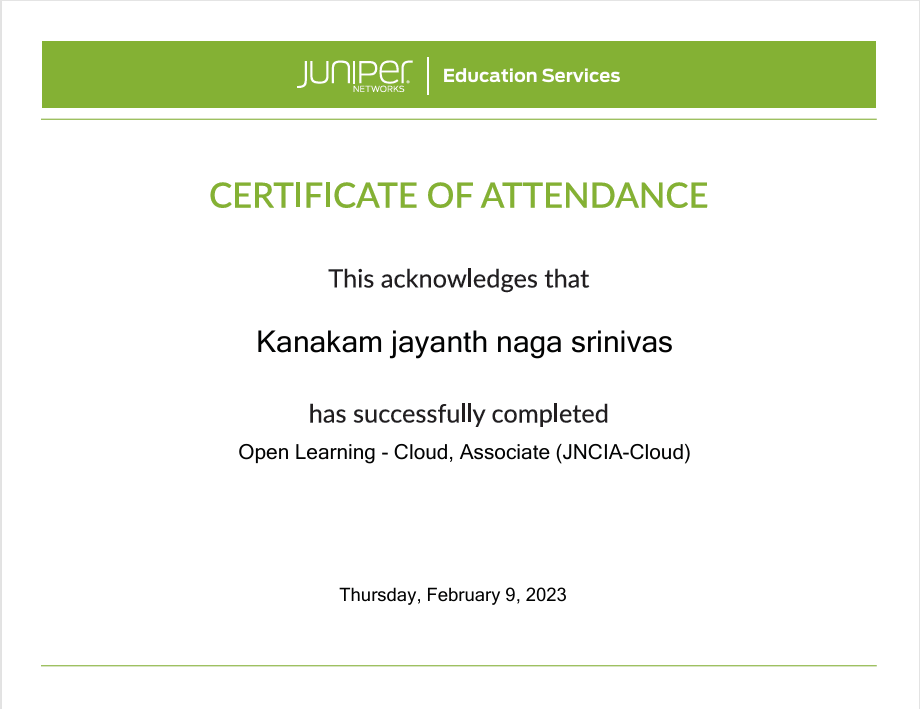 JUNIPER NETWORKS | Education Services
CERTIFICATE OF ATTENDANCE
This acknowledges that
Kanakam jayanth naga srinivas
has successfully completed
Open Learning - Cloud, Associate (JNCIA-Cloud)
Thursday, February 9, 2023